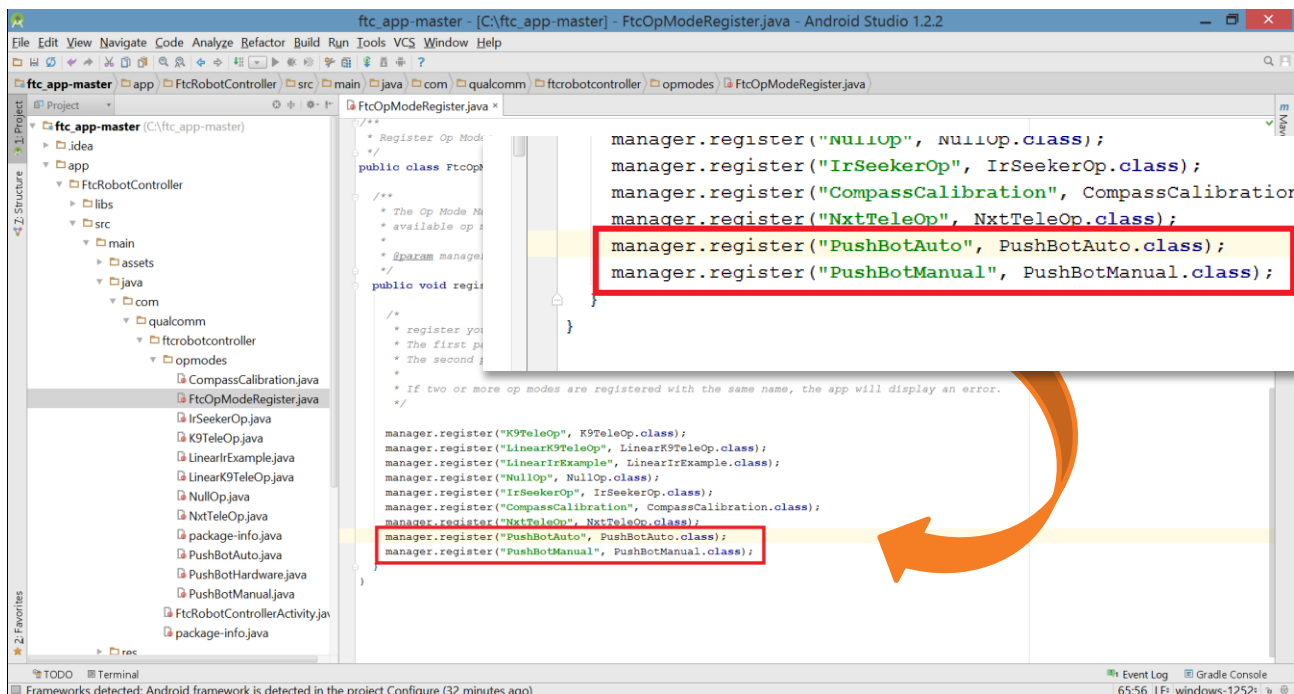 ftc_app-master - [C:\ftc_app-master] - FtcOpModeRegister.java - Android Studio 1.2.2
File Edit View Navigate Code Analyze Refactor Build Run Tools VCS Window Help
ftc_app-master app FtcRobotController src main java com qualcomm ftcrobotcontroller opmodes FtcOpModeRegister.java
Project
FtcOpModeRegister.java
1: Project
7: Structure
2: Favorites
ftc_app-master (C:\ftc_app-master)
.idea
app
FtcRobotController
libs
src
main
assets
java
com
qualcomm
ftcrobotcontroller
opmodes
CompassCalibration.java
FtcOpModeRegister.java
IrSeekerOp.java
K9TeleOp.java
LinearIrExample.java
LinearK9TeleOp.java
NullOp.java
NxtTeleOp.java
package-info.java
PushBotAuto.java
PushBotHardware.java
PushBotManual.java
FtcRobotControllerActivity.jav
package-info.java
res
/**
* Register Op Mode
*/
public class FtcOpM
/**
* The Op Mode Ma
* available op m
*
* @param manager
*/
public void regis
/*
* register you
* The first pa
* The second p
*
* If two or more op modes are registered with the same name, the app will display an error.
*/
manager.register("K9TeleOp", K9TeleOp.class);
manager.register("LinearK9TeleOp", LinearK9TeleOp.class);
manager.register("LinearIrExample", LinearIrExample.class);
manager.register("NullOp", NullOp.class);
manager.register("IrSeekerOp", IrSeekerOp.class);
manager.register("CompassCalibration", CompassCalibration.class);
manager.register("NxtTeleOp", NxtTeleOp.class);
manager.register("PushBotAuto", PushBotAuto.class);
manager.register("PushBotManual", PushBotManual.class);
}
}
manager.register("NullOp", NullOp.class);
manager.register("IrSeekerOp", IrSeekerOp.class);
manager.register("CompassCalibration", CompassCalibration
manager.register("NxtTeleOp", NxtTeleOp.class);
manager.register("PushBotAuto", PushBotAuto.class);
manager.register("PushBotManual", PushBotManual.class);
}
}
m
Mav
TODO Terminal
Event Log Gradle Console
Frameworks detected: Android framework is detected in the project Configure (32 minutes ago)
65:56 LF÷ windows-1252÷